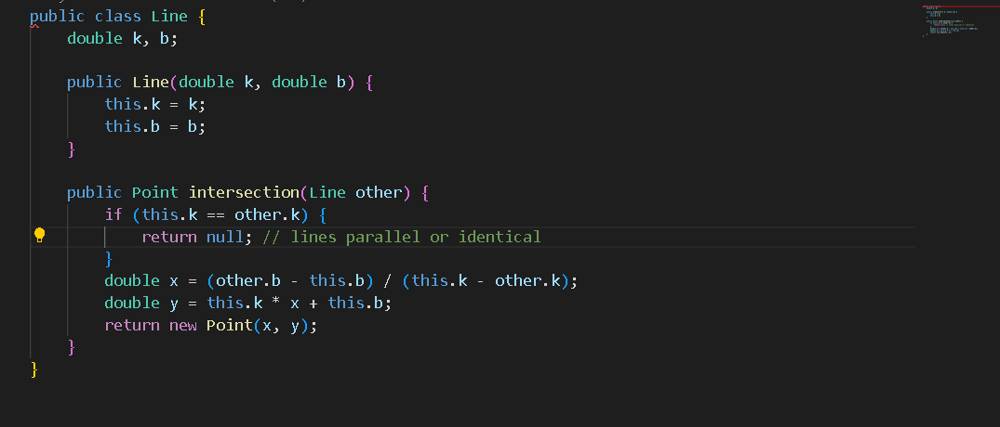 public class Line {
    double k, b;

    public Line(double k, double b) {
        this.k = k;
        this.b = b;
    }

    public Point intersection(Line other) {
        if (this.k == other.k) {
            return null; // lines parallel or identical
        }
        double x = (other.b - this.b) / (this.k - other.k);
        double y = this.k * x + this.b;
        return new Point(x, y);
    }
}